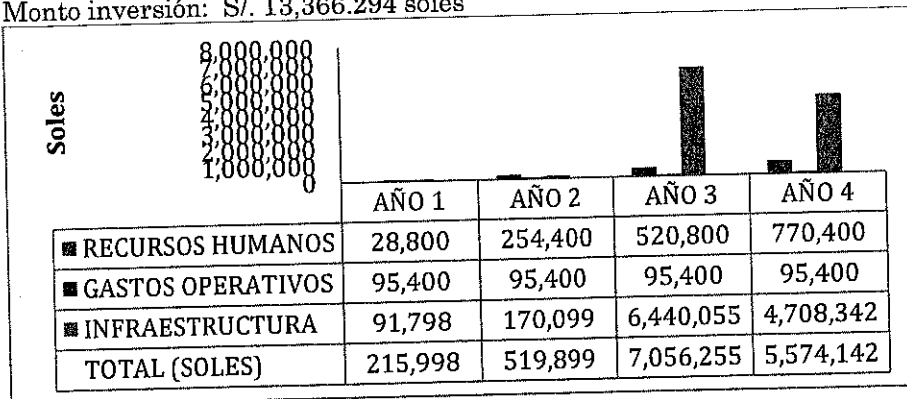 Monto inversión: S/. 13,366.294 soles
Soles
8,000,000
7,000,000
6,000,000
5,000,000
4,000,000
3,000,000
2,000,000
1,000,000
0
AÑO 1 AÑO 2 AÑO 3 AÑO 4
RECURSOS HUMANOS 28,800 254,400 520,800 770,400
GASTOS OPERATIVOS 95,400 95,400 95,400 95,400
INFRAESTRUCTURA 91,798 170,099 6,440,055 4,708,342
TOTAL (SOLES) 215,998 519,899 7,056,255 5,574,142